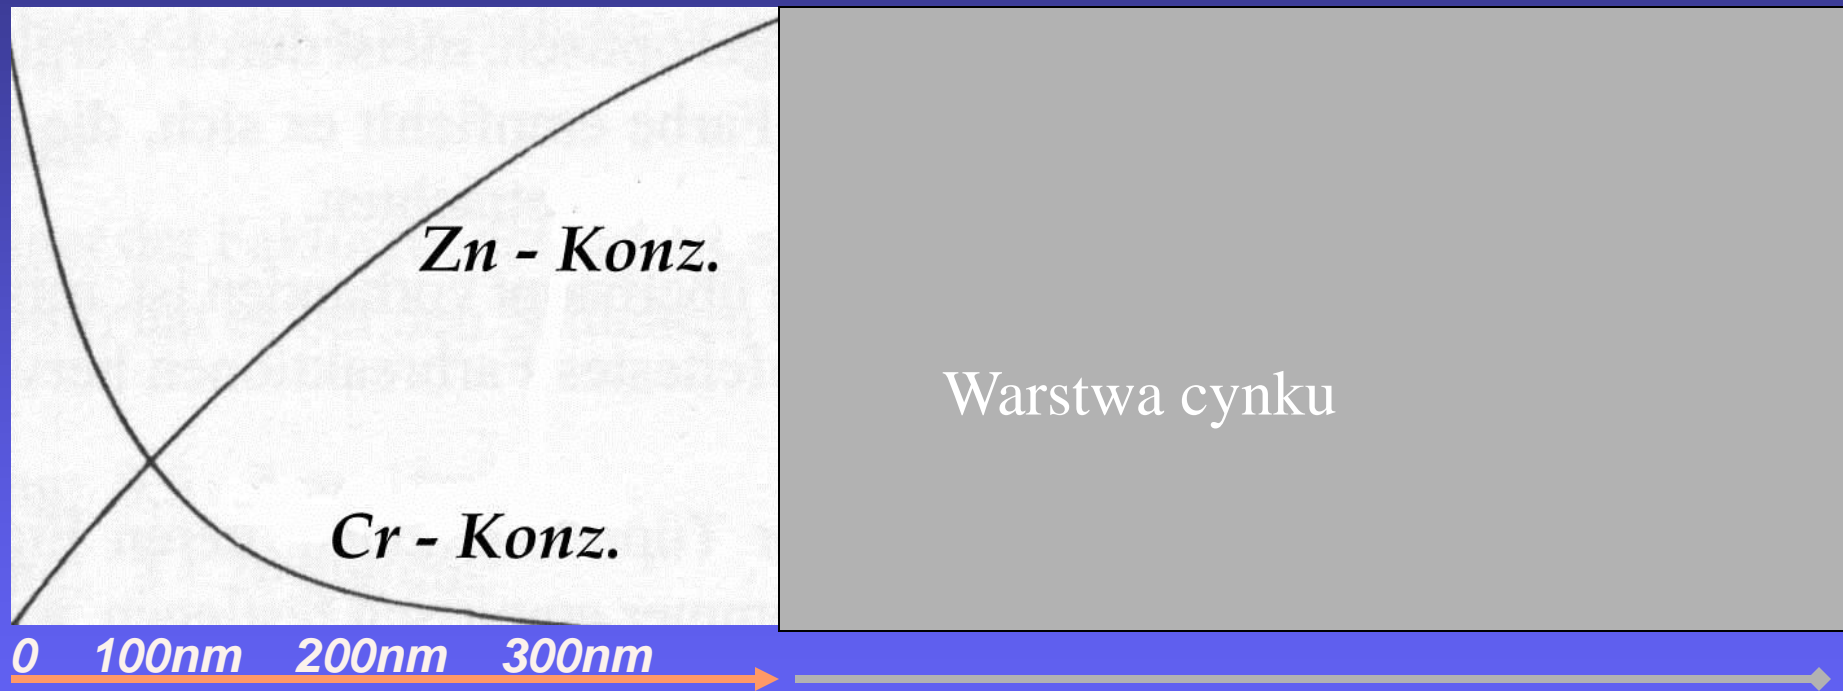 Zn - Konz.
Warstwa cynku
Cr - Konz.
0 100nm 200nm 300nm